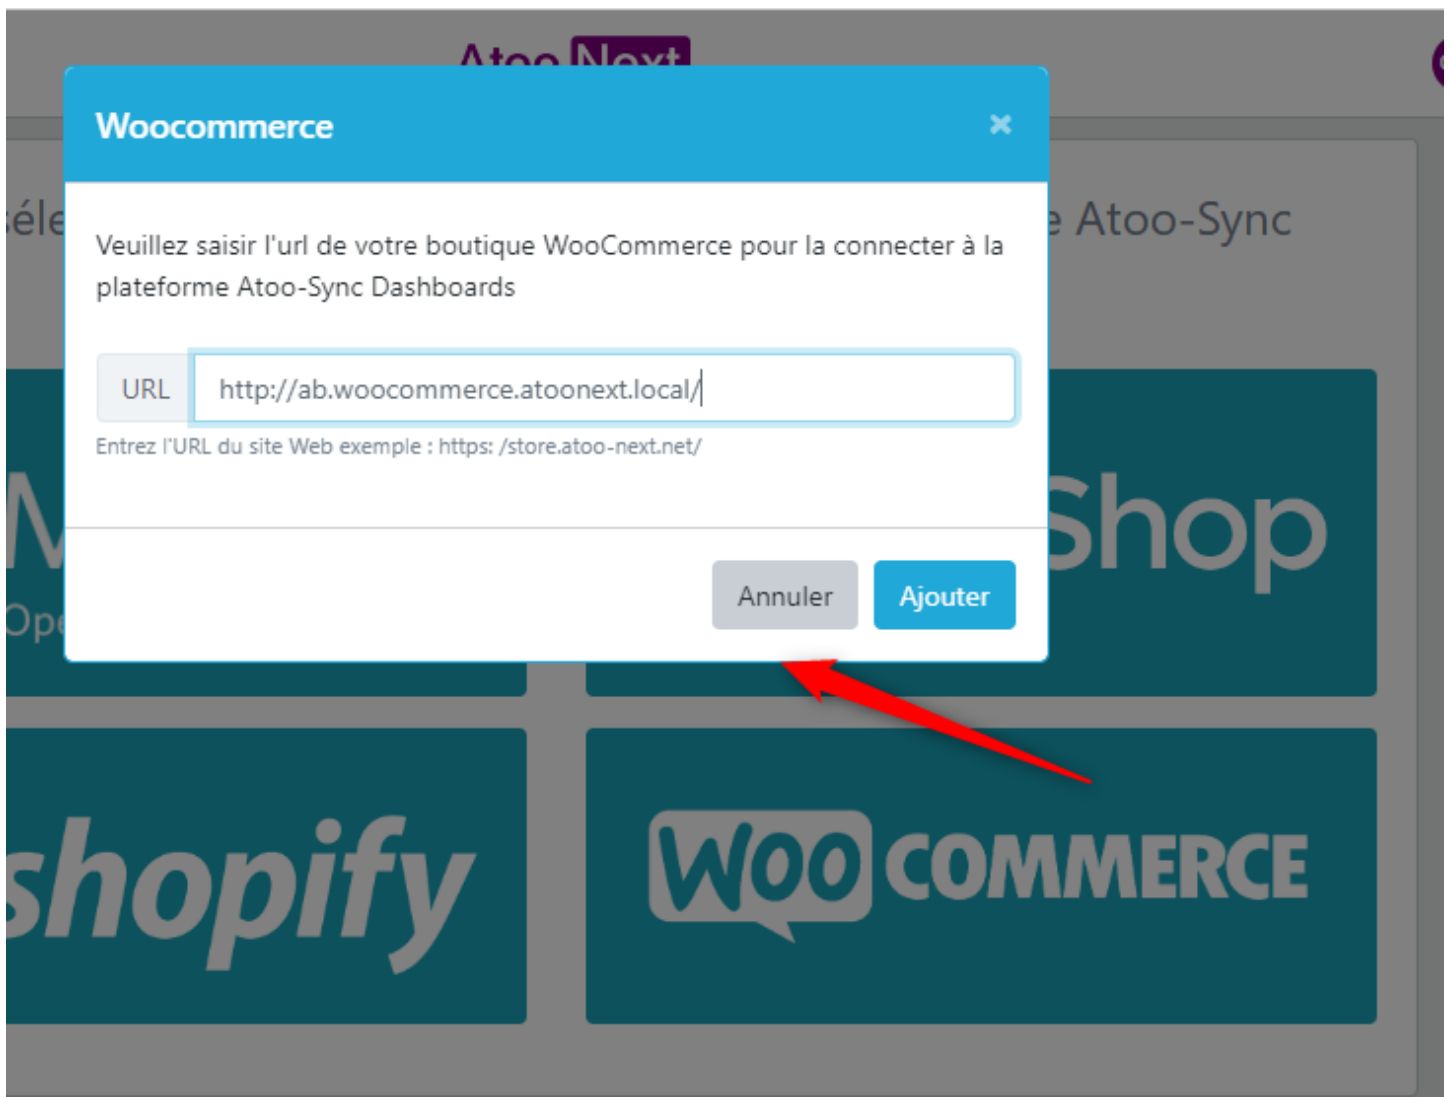 Atoo Next
Woocommerce
×
e Atoo-Sync
Veuillez saisir l'url de votre boutique WooCommerce pour la connecter à la
plateforme Atoo-Sync Dashboards
URL http://ab.woocommerce.atoonext.local/
Entrez l'URL du site Web exemple : https: /store.atoo-next.net/
Shop
Annuler Ajouter
shopify
WOO COMMERCE